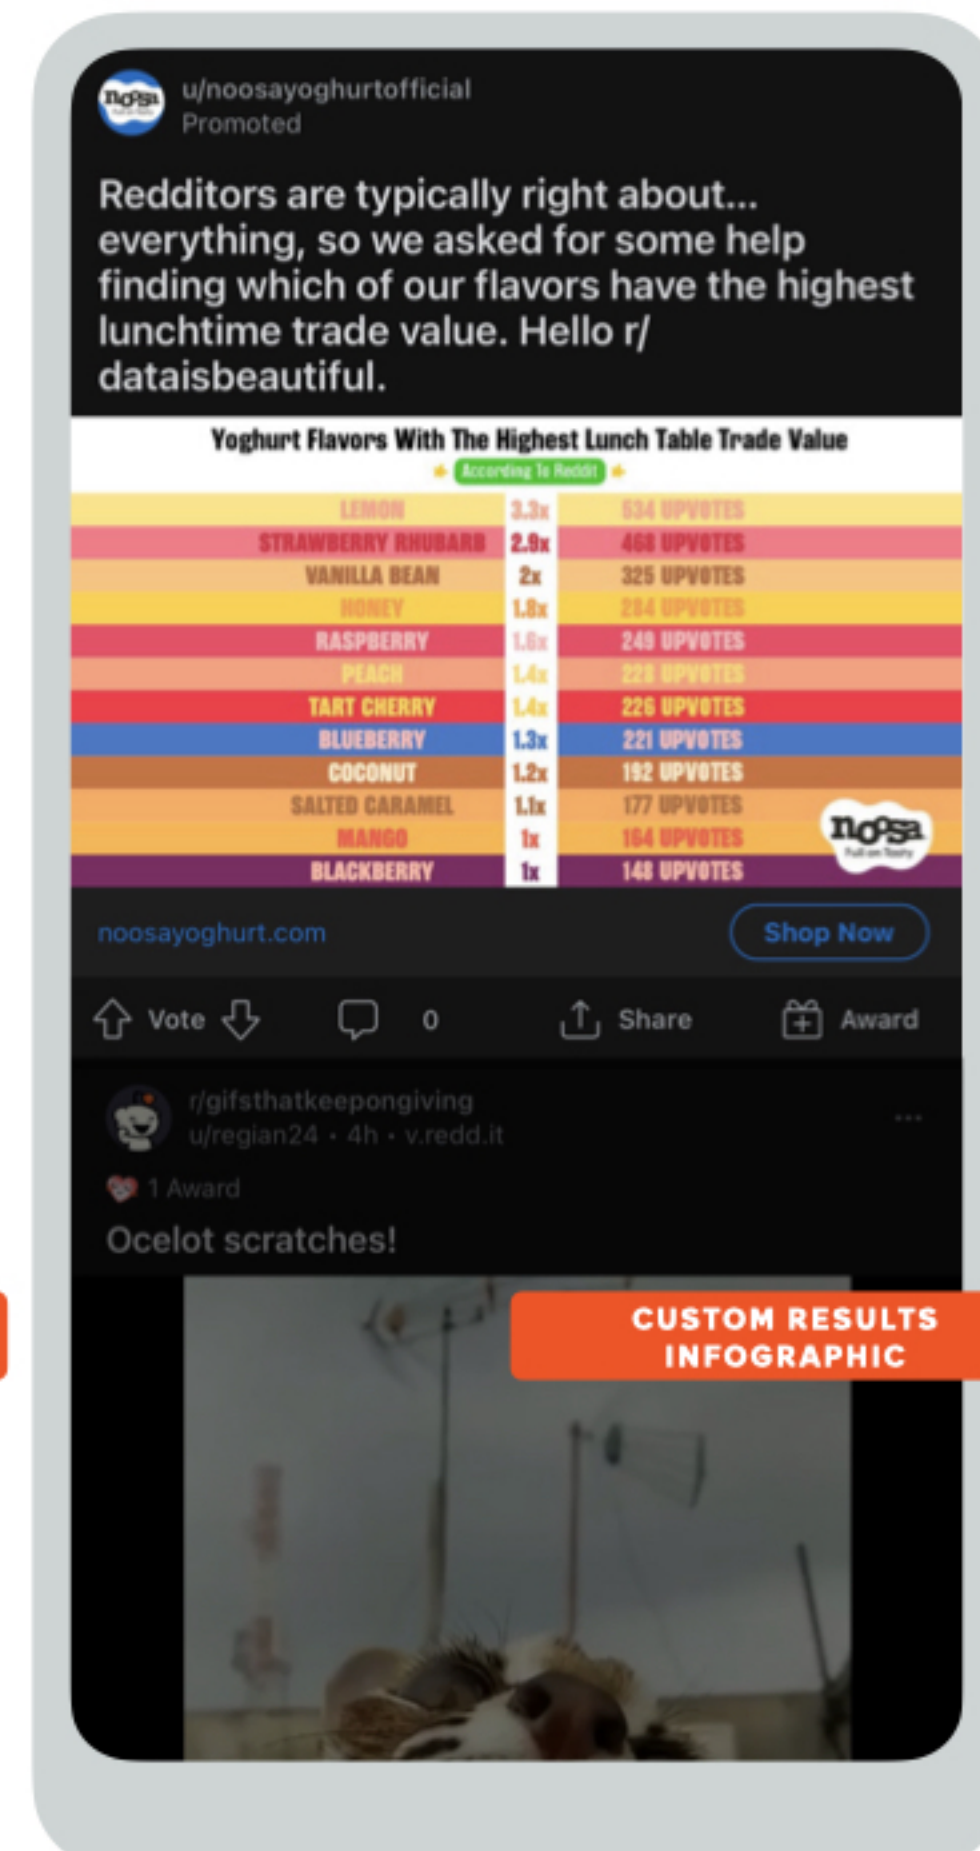 noosa
u/noosayoghurtofficial
Promoted
Redditors are typically right about...
everything, so we asked for some help
finding which of our flavors have the highest
lunchtime trade value. Hello r/
dataisbeautiful.
Yoghurt Flavors With The Highest Lunch Table Trade Value
According To Reddit
LEMON 3.3x 534 UPVOTES
STRAWBERRY RHUBARB 2.9x 468 UPVOTES
VANILLA BEAN 2x 325 UPVOTES
HONEY 1.8x 284 UPVOTES
RASPBERRY 1.6x 249 UPVOTES
PEACH 1.4x 228 UPVOTES
TART CHERRY 1.4x 226 UPVOTES
BLUEBERRY 1.3x 221 UPVOTES
COCONUT 1.2x 192 UPVOTES
SALTED CARAMEL 1.1x 177 UPVOTES
MANGO 1x 164 UPVOTES
BLACKBERRY 1x 148 UPVOTES
noosa
Full on Tasty
noosayoghurt.com Shop Now
Vote 0 Share Award
r/gifsthatkeepongiving
u/regian24 • 4h • v.redd.it
1 Award
Ocelot scratches!
CUSTOM RESULTS
INFOGRAPHIC